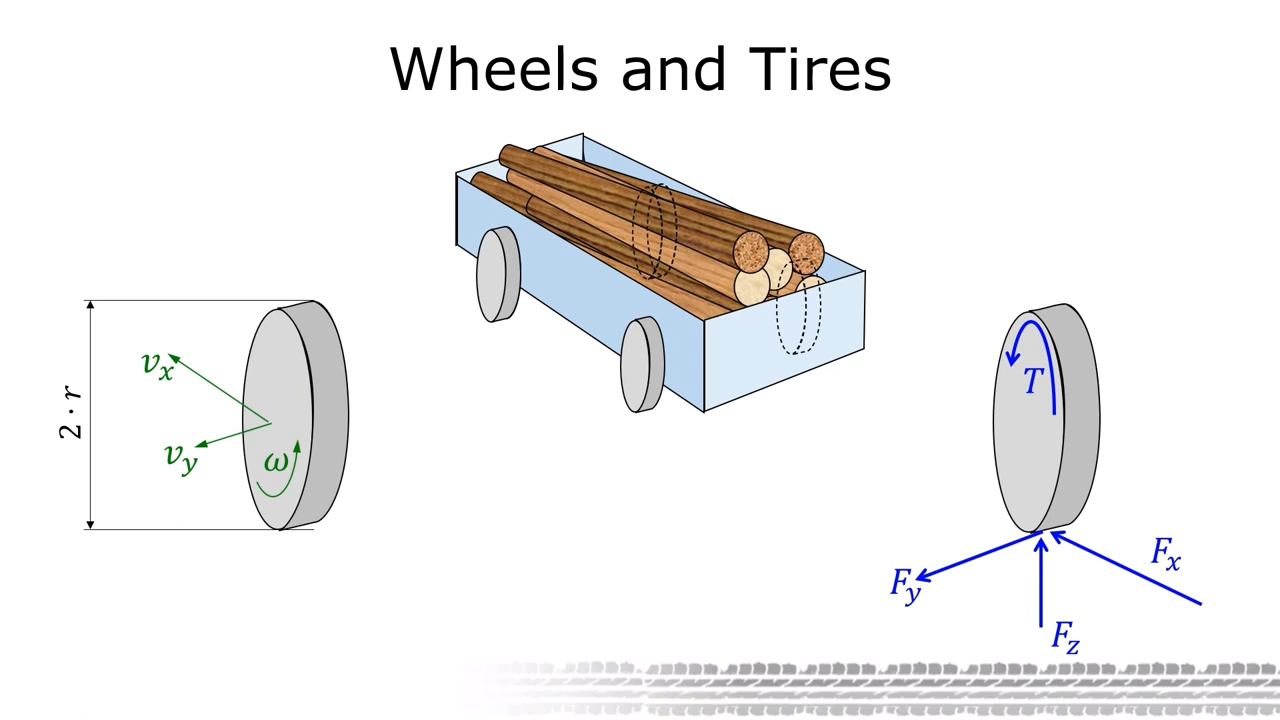 Wheels and Tires
2 · r
v_x
v_y
ω
T
F_y
F_x
F_z